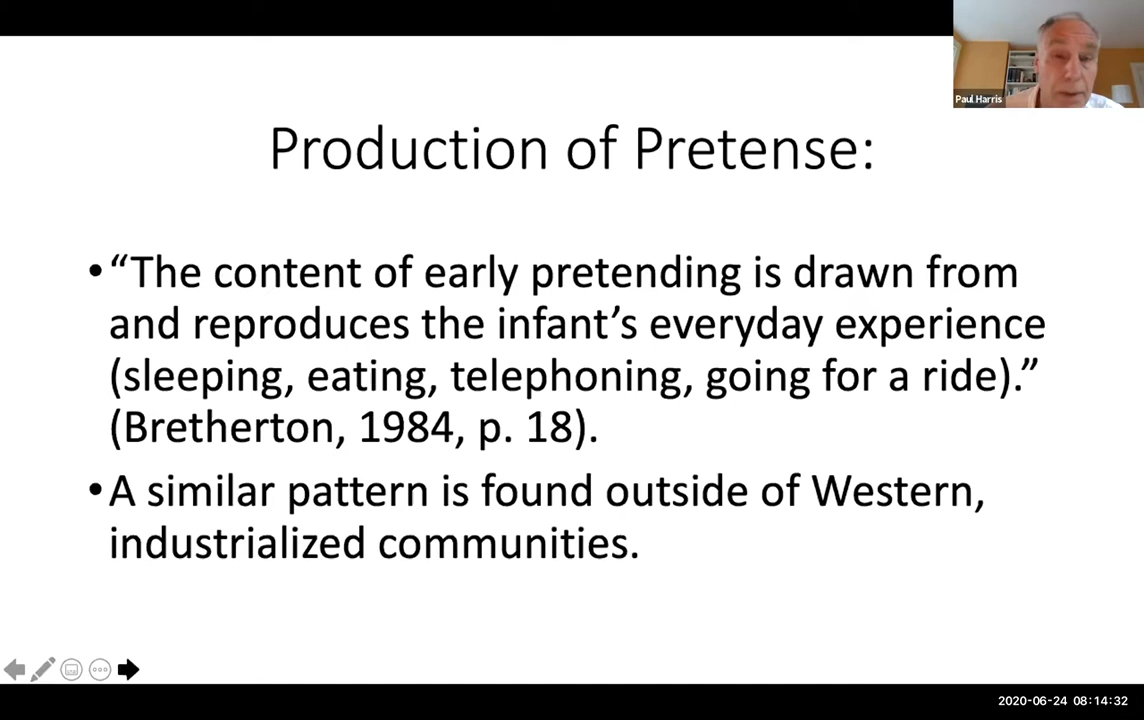 Paul Harris
Production of Pretense:
•“The content of early pretending is drawn from
and reproduces the infant’s everyday experience
(sleeping, eating, telephoning, going for a ride).”
(Bretherton, 1984, p. 18).
•A similar pattern is found outside of Western,
industrialized communities.
2020-06-24 08:14:32